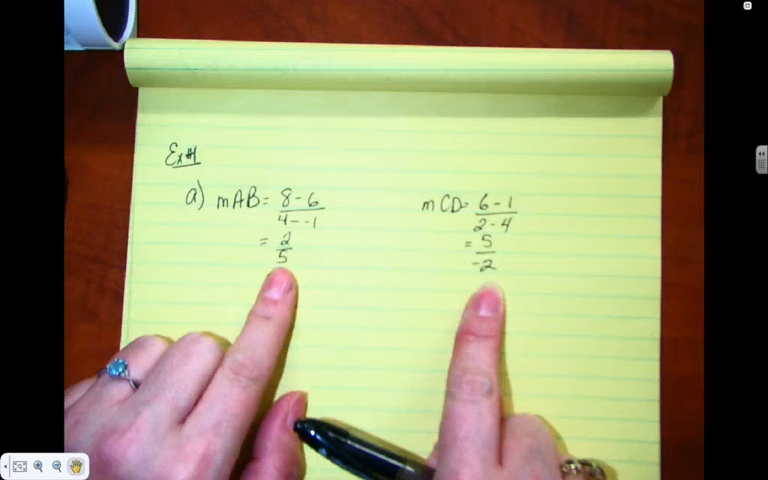 Ex#1
a) mAB = 8 - 6 / 4 - -1
= 2 / 5
mCD = 6 - 1 / 2 - 4
= 5 / -2